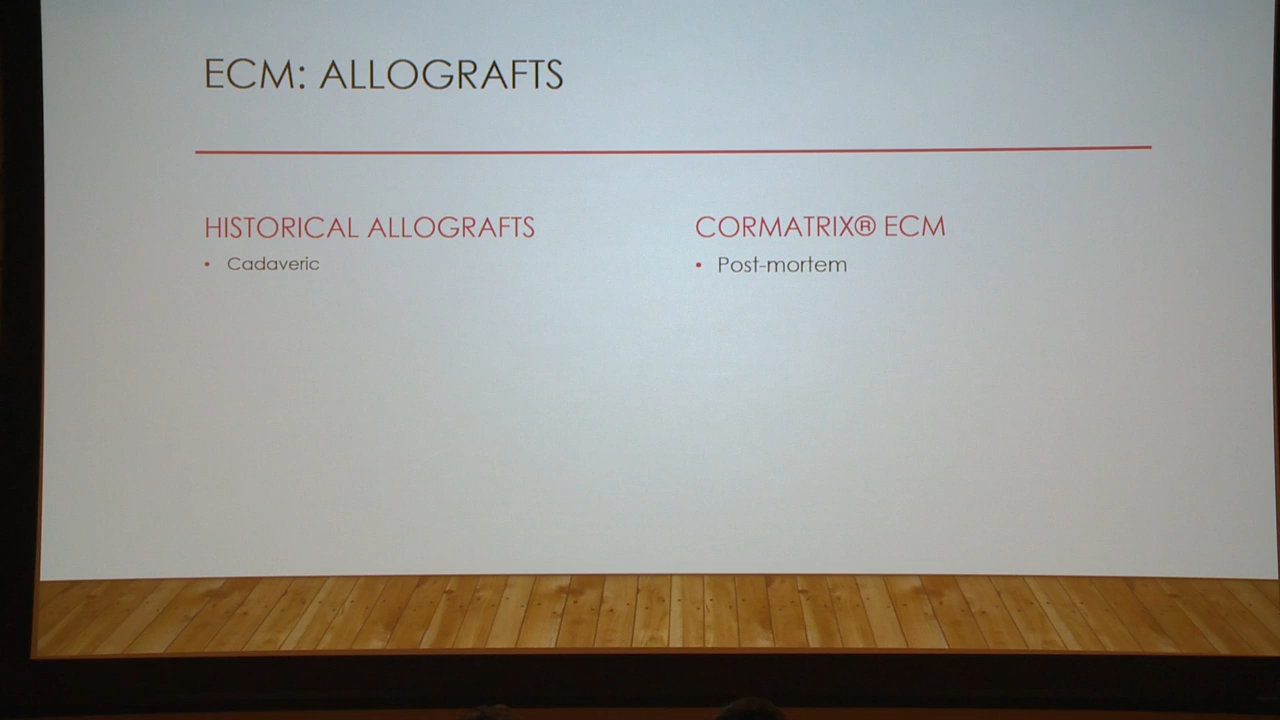 ECM: ALLOGRAFTS
HISTORICAL ALLOGRAFTS
• Cadaveric
CORMATRIX® ECM
• Post-mortem